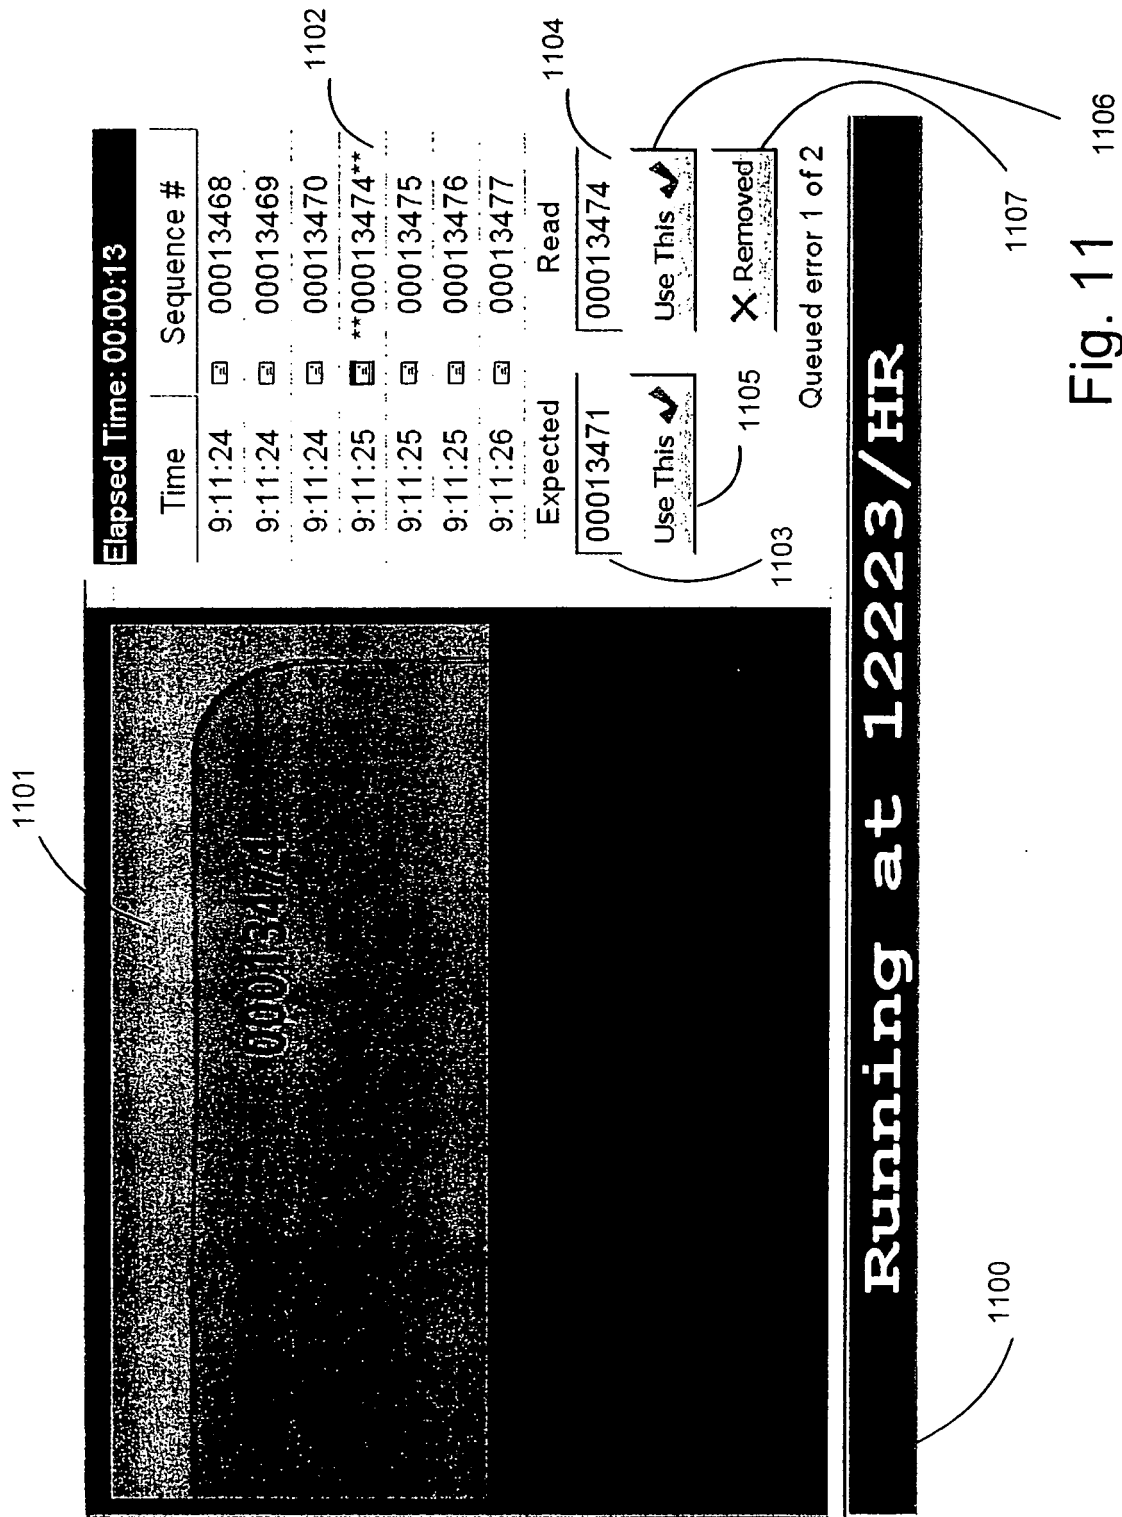 1101
00013474
Elapsed Time: 00:00:13
Time Sequence #
9:11:24 00013468
9:11:24 00013469
9:11:24 00013470
9:11:25 **00013474**
9:11:25 00013475
9:11:25 00013476
9:11:26 00013477
1102
Expected Read
00013471 00013474
1103
1104
Use This Use This
1105
1106
X Removed
1107
Queued error 1 of 2
Running at 12223/HR
1100
Fig. 11